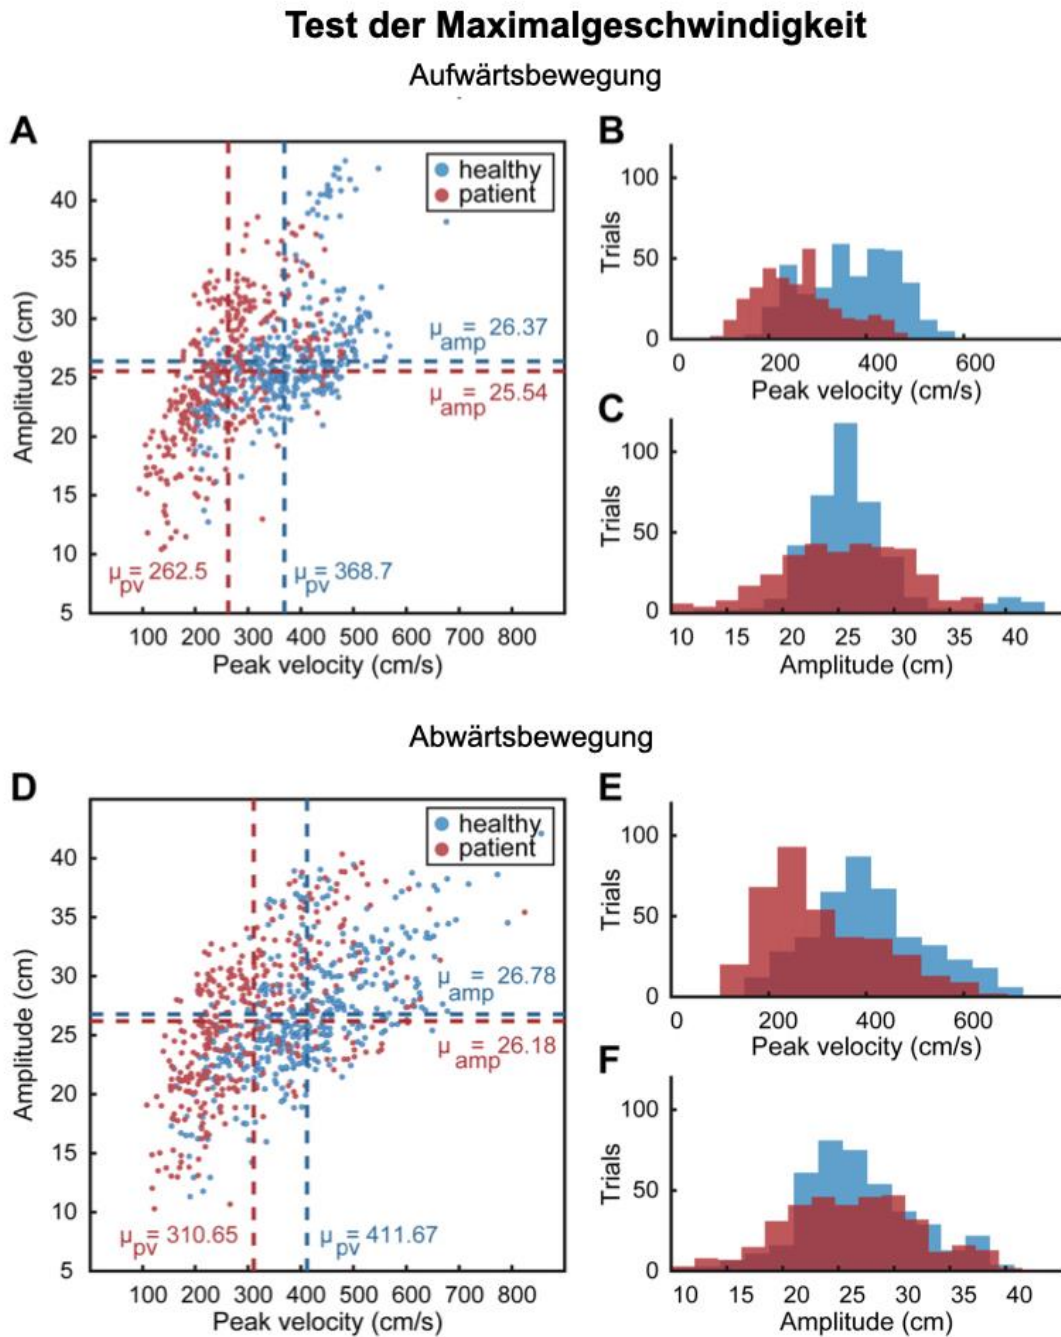 Test der Maximalgeschwindigkeit
Aufwärtsbewegung
A
healthy
patient
40
35
30
25
20
15
10
5
Amplitude (cm)
μamp = 26.37
μamp = 25.54
μpv = 262.5
μpv = 368.7
100 200 300 400 500 600 700 800
Peak velocity (cm/s)
B
100
50
0
Trials
0 200 400 600
Peak velocity (cm/s)
C
100
50
0
Trials
10 15 20 25 30 35 40
Amplitude (cm)
Abwärtsbewegung
D
healthy
patient
40
35
30
25
20
15
10
5
Amplitude (cm)
μamp = 26.78
μamp = 26.18
μpv = 310.65
μpv = 411.67
100 200 300 400 500 600 700 800
Peak velocity (cm/s)
E
100
50
0
Trials
0 200 400 600
Peak velocity (cm/s)
F
100
50
0
Trials
10 15 20 25 30 35 40
Amplitude (cm)